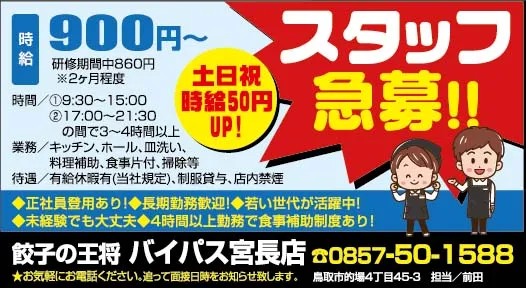 時給
900円～
研修期間中860円
※2ヶ月程度
時間／①9:30～15:00
②17:00～21:30
の間で3～4時間以上
業務／キッチン、ホール、皿洗い、
料理補助、食事片付、掃除等
待遇／有給休暇有(当社規定)、制服貸与、店内禁煙
土日祝
時給50円
UP!
スタッフ
急募!!
◆正社員登用あり!◆長期勤務歓迎!◆若い世代が活躍中!
◆未経験でも大丈夫◆4時間以上勤務で食事補助制度あり!
餃子の王将 バイパス宮長店 ☎0857-50-1588
★お気軽にお電話ください。追って面接日時をお知らせ致します。 鳥取市的場4丁目45-3 担当／前田